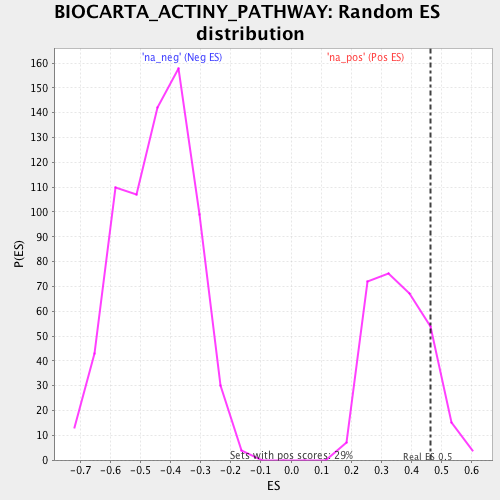 BIOCARTA_ACTINY_PATHWAY: Random ES
distribution
'na_neg' (Neg ES)
'na_pos' (Pos ES)
160
150
140
130
120
110
100
90
80
70
60
50
40
30
20
10
0
P(ES)
Sets with pos scores: 29%
Real ES 0.5
-0.7 -0.6 -0.5 -0.4 -0.3 -0.2 -0.1 0.0 0.1 0.2 0.3 0.4 0.5 0.6
ES